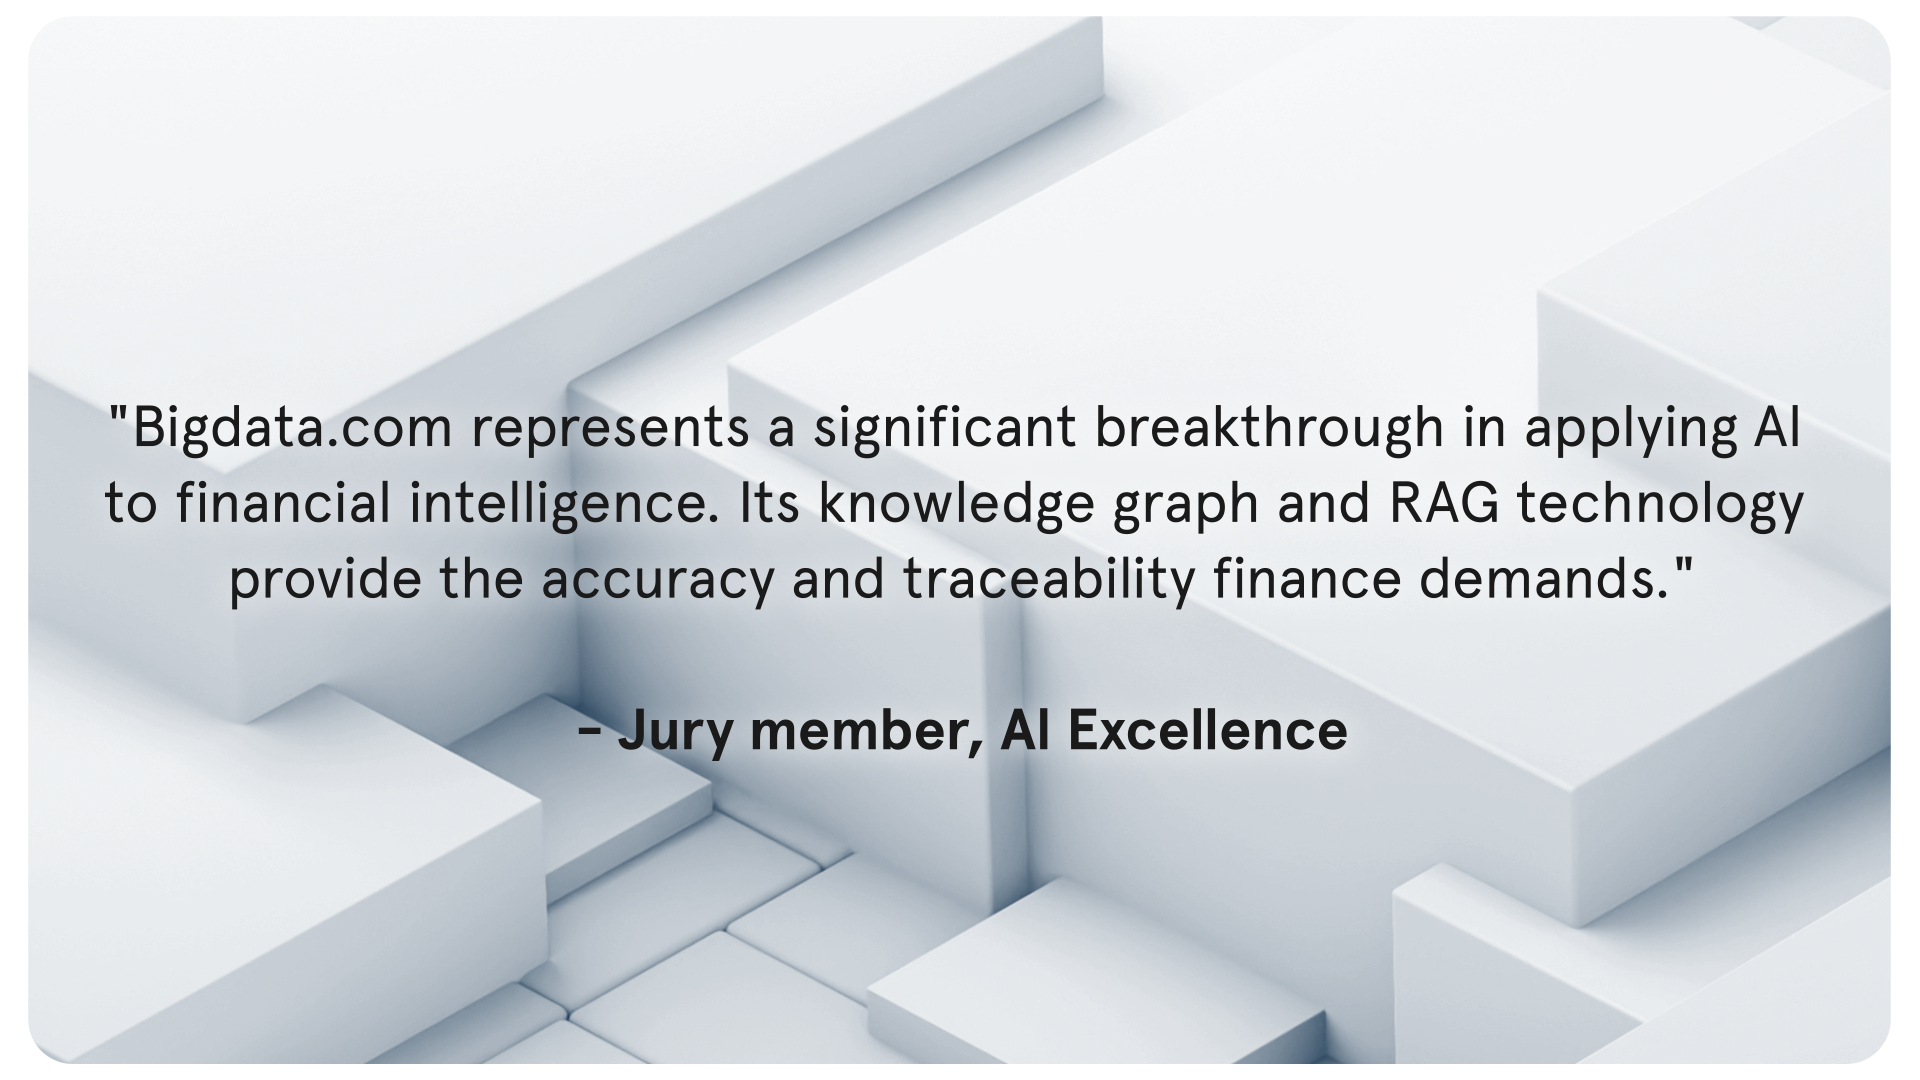 "Bigdata.com represents a significant breakthrough in applying AI
to financial intelligence. Its knowledge graph and RAG technology
provide the accuracy and traceability finance demands."
- Jury member, AI Excellence